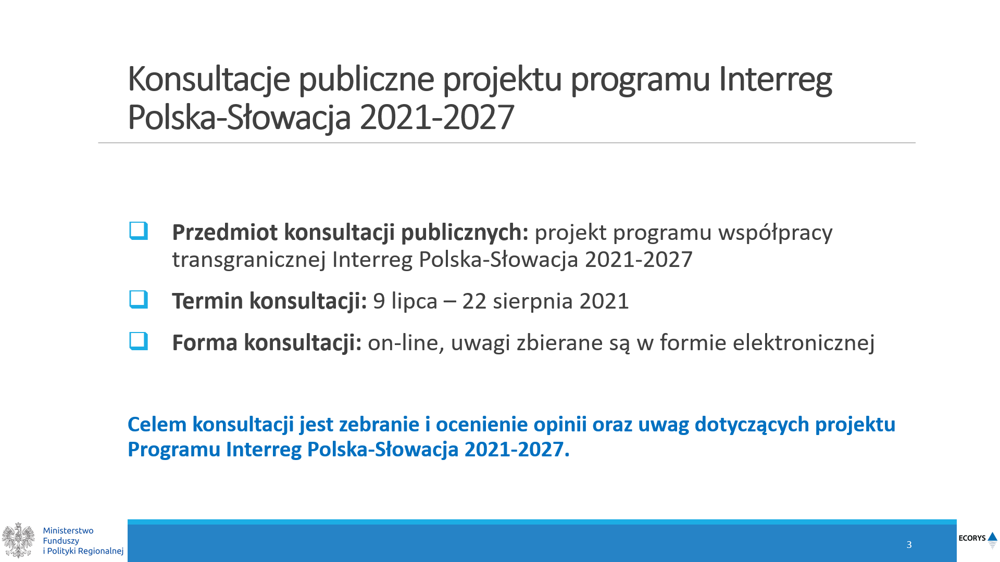 Konsultacje publiczne projektu programu Interreg
Polska-Słowacja 2021-2027
Przedmiot konsultacji publicznych: projekt programu współpracy
transgranicznej Interreg Polska-Słowacja 2021-2027
Termin konsultacji: 9 lipca – 22 sierpnia 2021
Forma konsultacji: on-line, uwagi zbierane są w formie elektronicznej
Celem konsultacji jest zebranie i ocenienie opinii oraz uwag dotyczących projektu
Programu Interreg Polska-Słowacja 2021-2027.
Ministerstwo
Funduszy
i Polityki Regionalnej
3
ECORYS